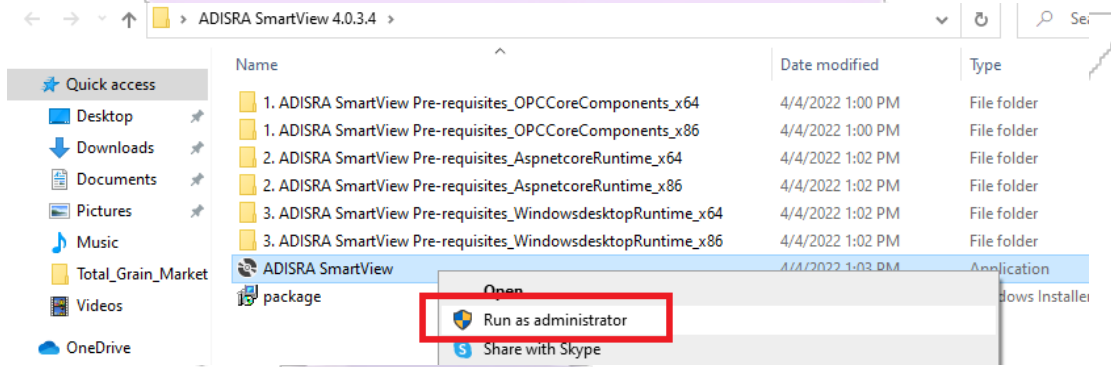 ADISRA SmartView 4.0.3.4
Name Date modified Type
Quick access
Desktop
Downloads
Documents
Pictures
Music
Total_Grain_Market
Videos
OneDrive
1. ADISRA SmartView Pre-requisites_OPCCoreComponents_x64 4/4/2022 1:00 PM File folder
1. ADISRA SmartView Pre-requisites_OPCCoreComponents_x86 4/4/2022 1:00 PM File folder
2. ADISRA SmartView Pre-requisites_AspnetcoreRuntime_x64 4/4/2022 1:02 PM File folder
2. ADISRA SmartView Pre-requisites_AspnetcoreRuntime_x86 4/4/2022 1:02 PM File folder
3. ADISRA SmartView Pre-requisites_WindowsdesktopRuntime_x64 4/4/2022 1:02 PM File folder
3. ADISRA SmartView Pre-requisites_WindowsdesktopRuntime_x86 4/4/2022 1:02 PM File folder
ADISRA SmartView 4/4/2022 1:03 PM Application
package
Open
Run as administrator
Share with Skype